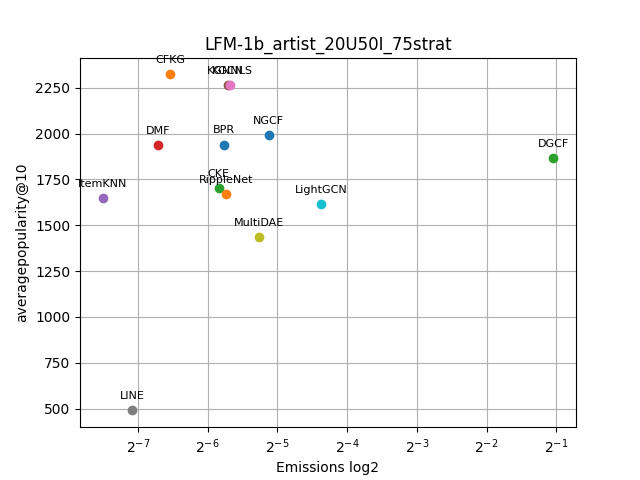 LFM-1b_artist_20U50I_75strat
averagepopularity@10
2250
2000
1750
1500
1250
1000
750
500
CFKG
KGNNLS
NGCF
DMF
BPR
DGCF
CKE
RippleNet
ItemKNN
LightGCN
MultiDAE
LINE
2⁻⁷ 2⁻⁶ 2⁻⁵ 2⁻⁴ 2⁻³ 2⁻² 2⁻¹
Emissions log2